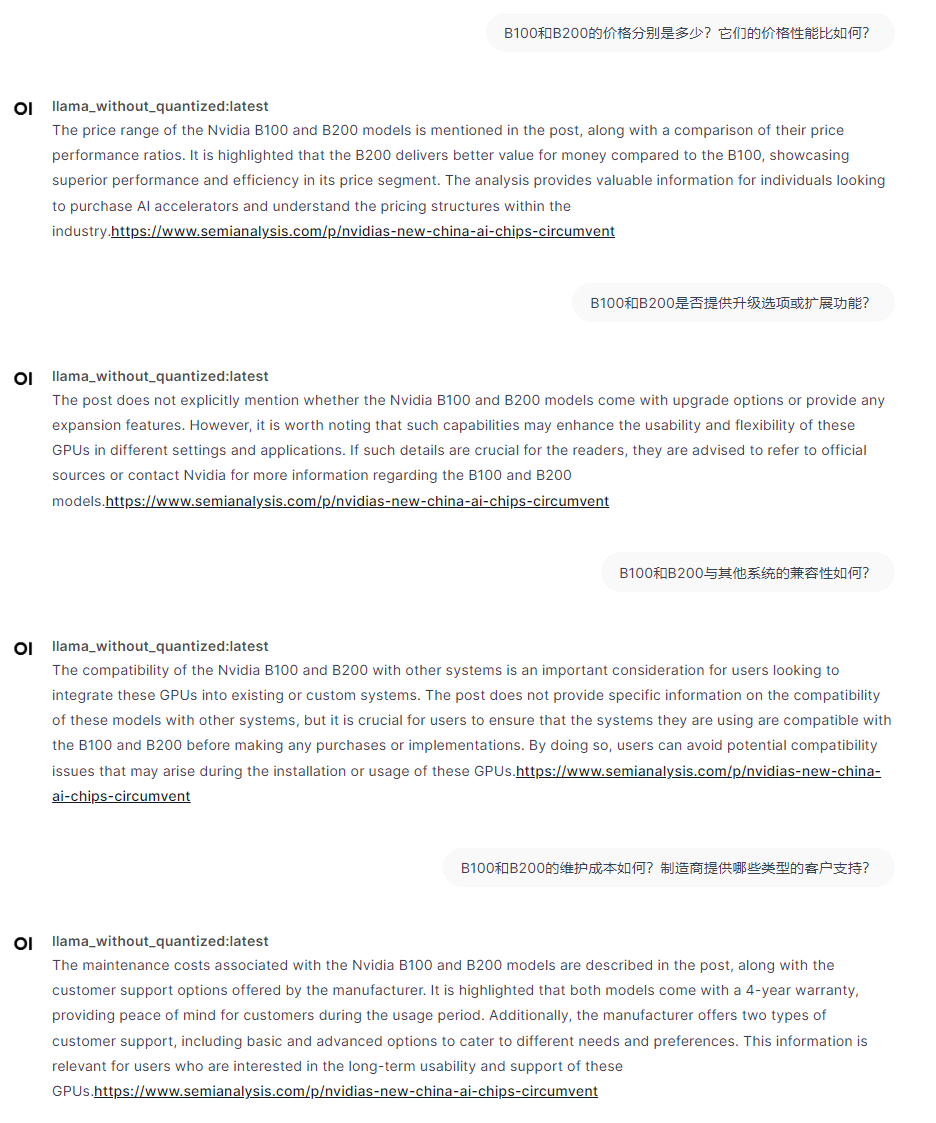 B100和B200的价格分别是多少？它们的价格性能比如何？
OI
llama_without_quantized:latest
The price range of the Nvidia B100 and B200 models is mentioned in the post, along with a comparison of their price
performance ratios. It is highlighted that the B200 delivers better value for money compared to the B100, showcasing
superior performance and efficiency in its price segment. The analysis provides valuable information for individuals looking
to purchase AI accelerators and understand the pricing structures within the
industry.https://www.semianalysis.com/p/nvidias-new-china-ai-chips-circumvent
B100和B200是否提供升级选项或扩展功能？
OI
llama_without_quantized:latest
The post does not explicitly mention whether the Nvidia B100 and B200 models come with upgrade options or provide any
expansion features. However, it is worth noting that such capabilities may enhance the usability and flexibility of these
GPUs in different settings and applications. If such details are crucial for the readers, they are advised to refer to official
sources or contact Nvidia for more information regarding the B100 and B200
models.https://www.semianalysis.com/p/nvidias-new-china-ai-chips-circumvent
B100和B200与其他系统的兼容性如何？
OI
llama_without_quantized:latest
The compatibility of the Nvidia B100 and B200 with other systems is an important consideration for users looking to
integrate these GPUs into existing or custom systems. The post does not provide specific information on the compatibility
of these models with other systems, but it is crucial for users to ensure that the systems they are using are compatible with
the B100 and B200 before making any purchases or implementations. By doing so, users can avoid potential compatibility
issues that may arise during the installation or usage of these GPUs.https://www.semianalysis.com/p/nvidias-new-china-
ai-chips-circumvent
B100和B200的维护成本如何？制造商提供哪些类型的客户支持？
OI
llama_without_quantized:latest
The maintenance costs associated with the Nvidia B100 and B200 models are described in the post, along with the
customer support options offered by the manufacturer. It is highlighted that both models come with a 4-year warranty,
providing peace of mind for customers during the usage period. Additionally, the manufacturer offers two types of
customer support, including basic and advanced options to cater to different needs and preferences. This information is
relevant for users who are interested in the long-term usability and support of these
GPUs.https://www.semianalysis.com/p/nvidias-new-china-ai-chips-circumvent